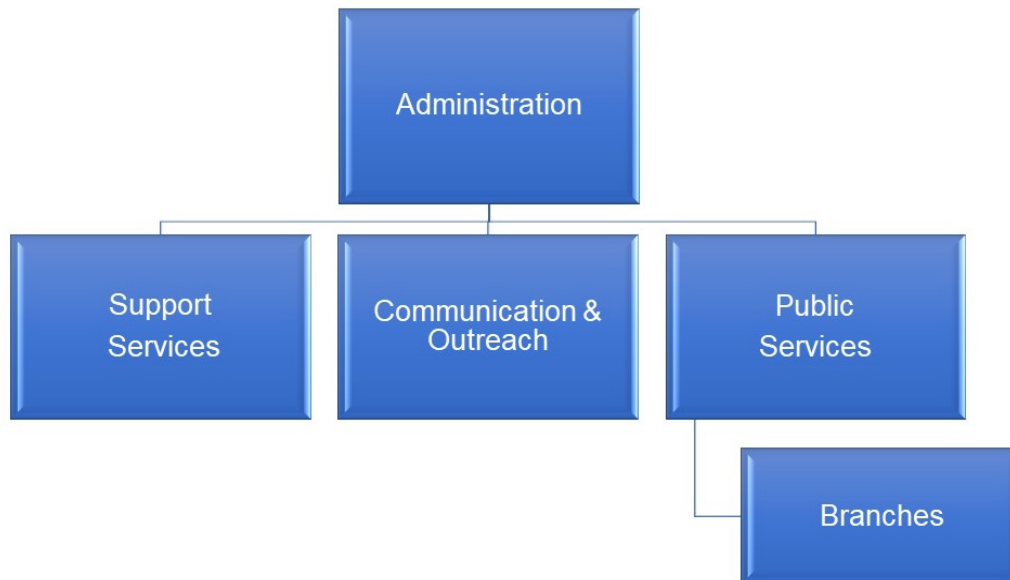 Administration
Support
Services
Communication &
Outreach
Public
Services
Branches